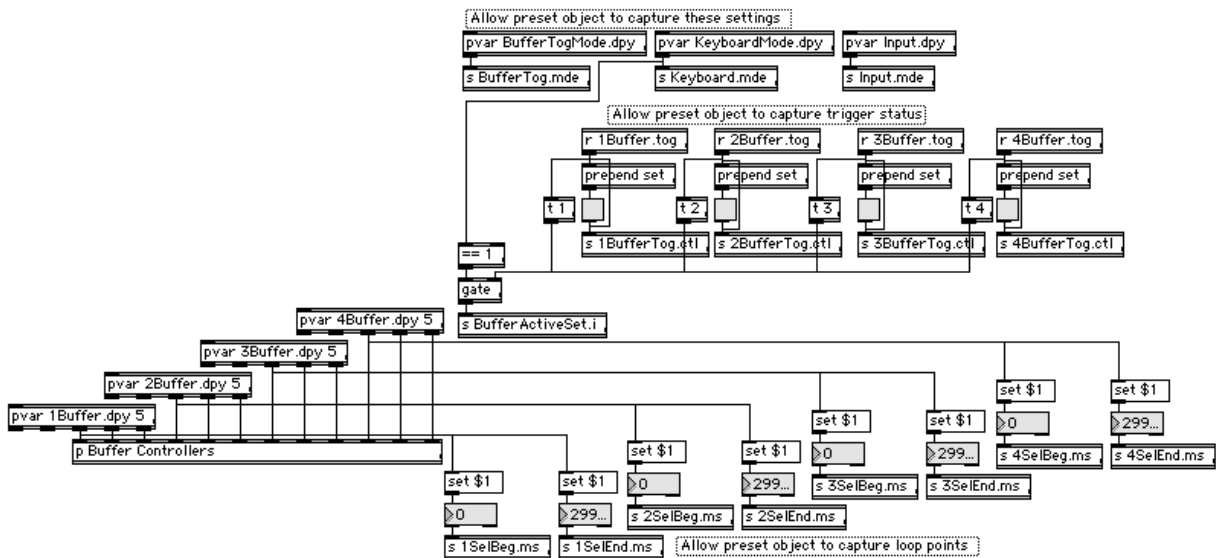 Allow preset object to capture these settings
pvar BufferTogMode.dpy
pvar KeyboardMode.dpy
pvar Input.dpy
s BufferTog.mde
s Keyboard.mde
s Input.mde
Allow preset object to capture trigger status
r 1Buffer.tog
r 2Buffer.tog
r 3Buffer.tog
r 4Buffer.tog
prepend set
prepend set
prepend set
prepend set
t 1
t 2
t 3
t 4
s 1BufferTog.ctl
s 2BufferTog.ctl
s 3BufferTog.ctl
s 4BufferTog.ctl
== 1
gate
s BufferActiveSet.i
pvar 4Buffer.dpy 5
pvar 3Buffer.dpy 5
pvar 2Buffer.dpy 5
pvar 1Buffer.dpy 5
p Buffer Controllers
set $1
set $1
0
299...
s 4SelBeg.ms
s 4SelEnd.ms
set $1
set $1
0
299...
s 3SelBeg.ms
s 3SelEnd.ms
set $1
set $1
0
299...
s 2SelBeg.ms
s 2SelEnd.ms
set $1
set $1
0
299...
s 1SelBeg.ms
s 1SelEnd.ms
Allow preset object to capture loop points